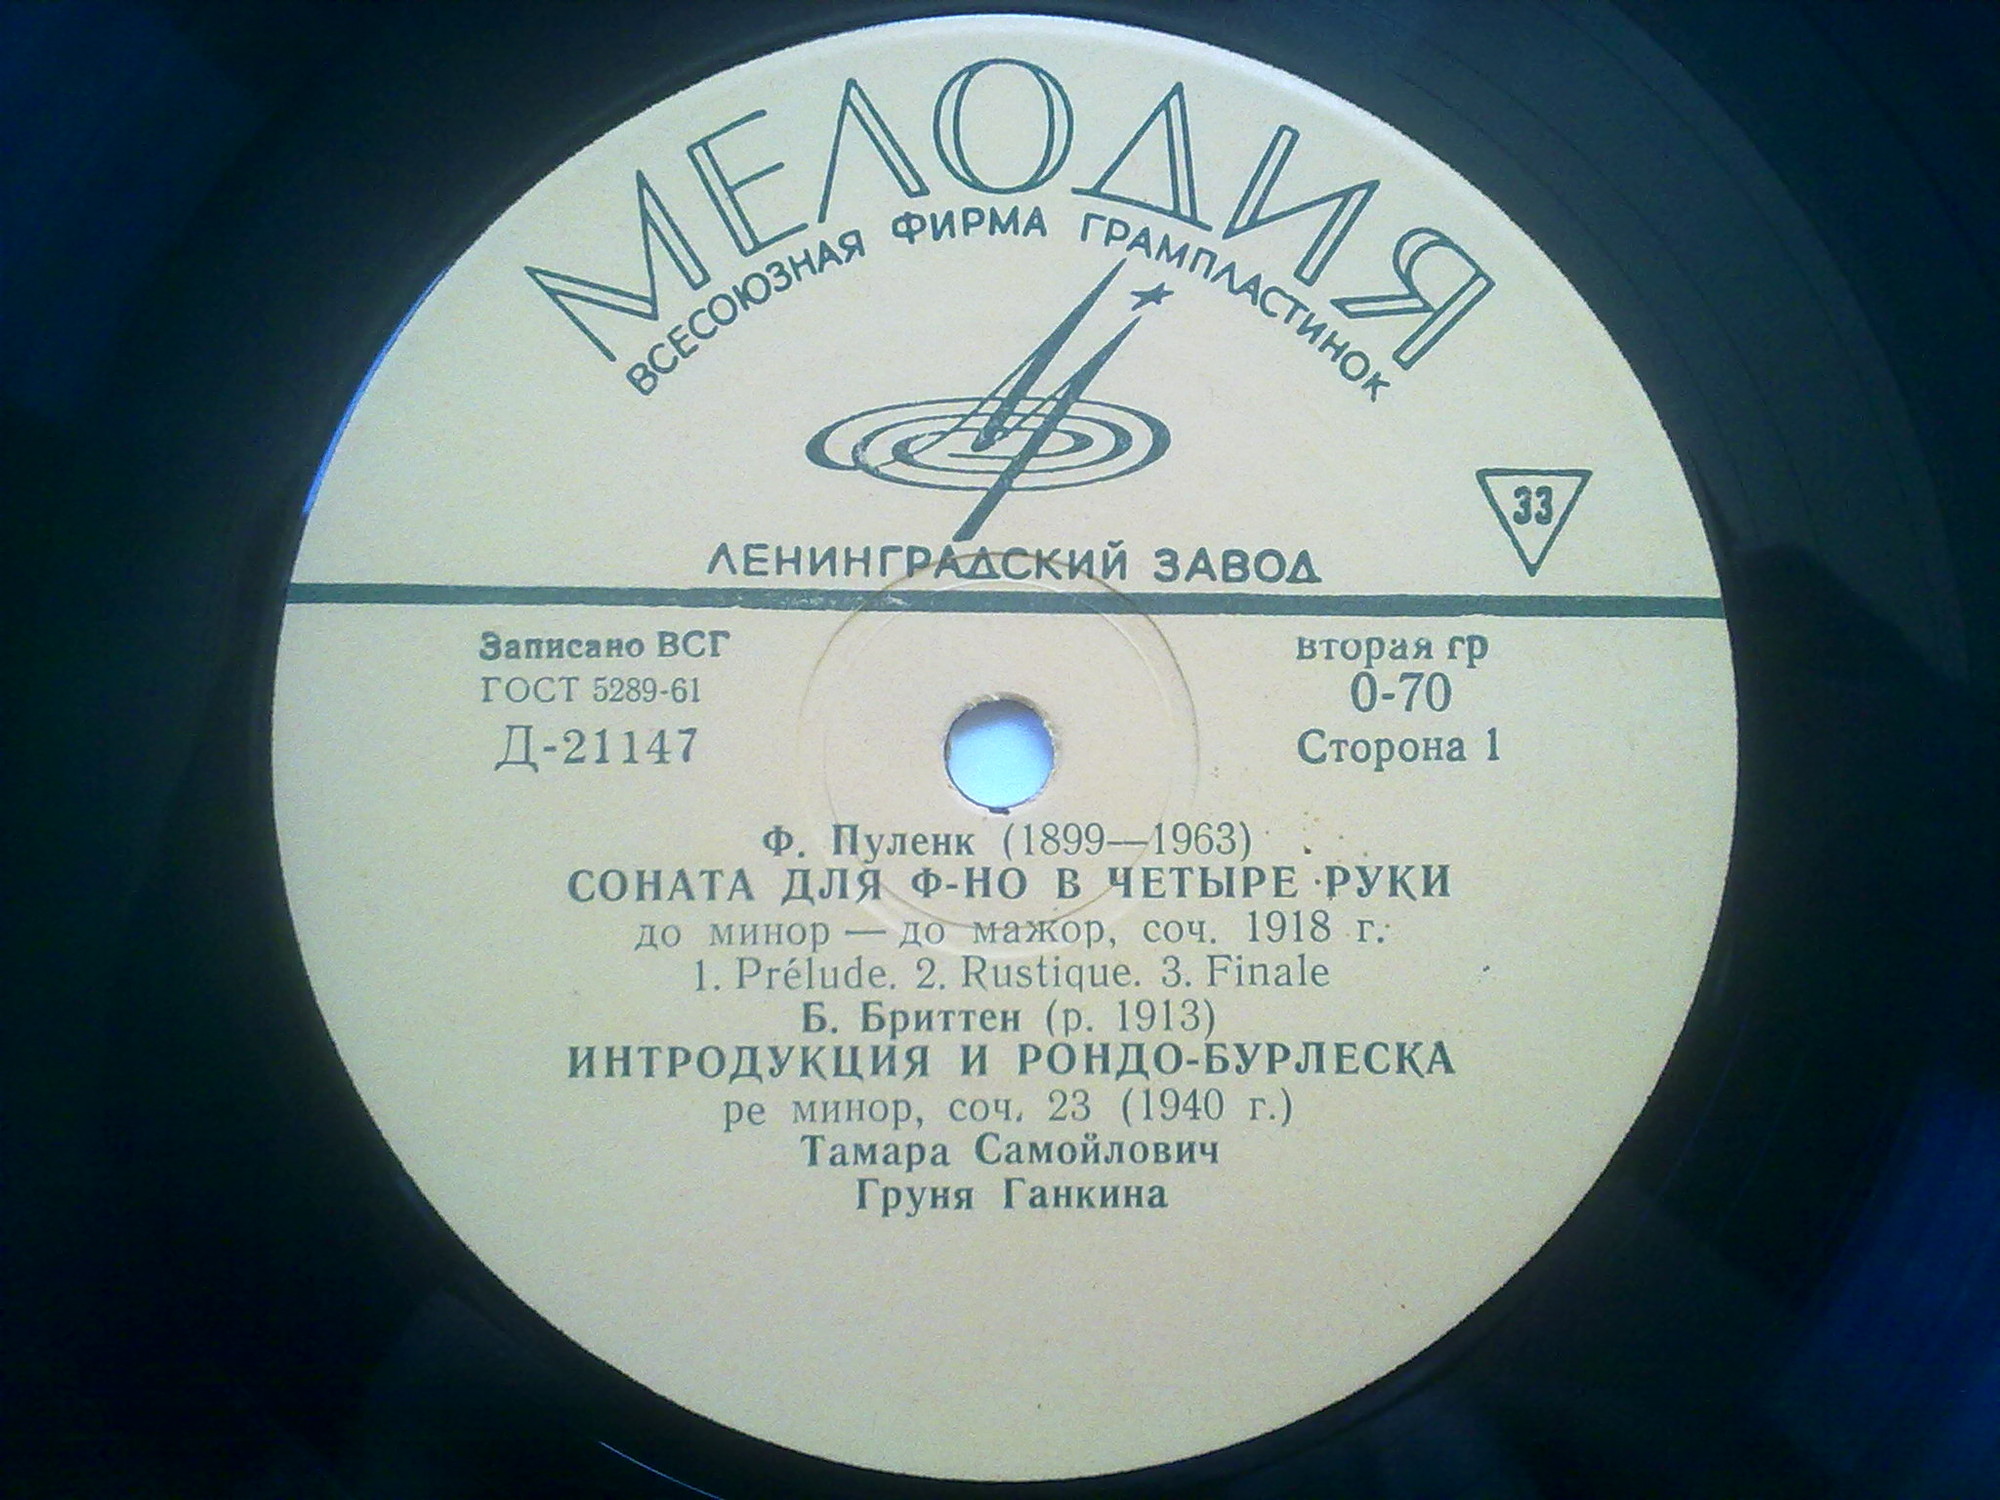 МЕЛОДИЯ
ВСЕСОЮЗНАЯ ФИРМА ГРАМПЛАСТИНОК
33
ЛЕНИНГРАДСКИЙ ЗАВОД
Записано ВСГ
вторая гр
ГОСТ 5289-61
0-70
Д-21147
Сторона 1
Ф. Пуленк (1899—1963)
СОНАТА ДЛЯ Ф-НО В ЧЕТЫРЕ РУКИ
до минор — до мажор, соч. 1918 г.
1. Prélude. 2. Rustique. 3. Finale
Б. Бриттен (р. 1913)
ИНТРОДУКЦИЯ И РОНДО-БУРЛЕСКА
ре минор, соч. 23 (1940 г.)
Тамара Самойлович
Груня Ганкина